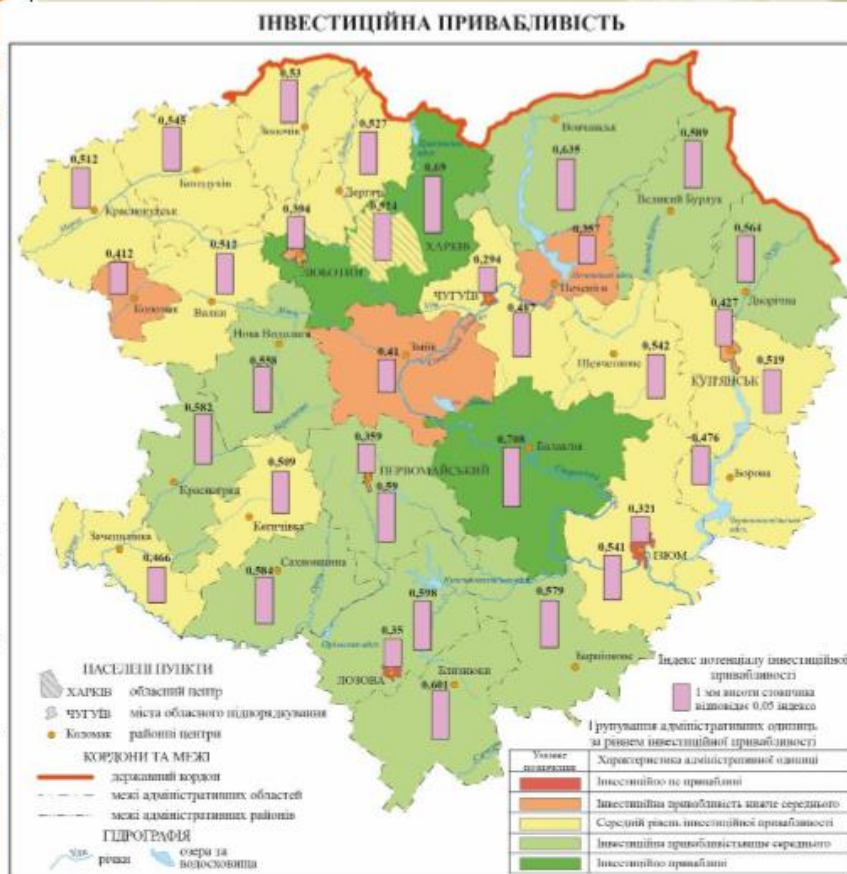 ІНВЕСТИЦІЙНА ПРИВАБЛИВІСТЬ
0,53
0,545
Золочів
0,527
0,512
Богодухів
Дергачі
0,69
Краснокутськ
0,394
0,524
ХАРКІВ
Вовчанськ
0,635
0,589
Великий Бурлук
0,564
0,357
0,412
0,512
ЛЮБОТИН
0,294
Коломак
Валки
ЧУГУЇВ
Печеніги
Дворічна
0,427
Нова Водолага
Зміїв
0,41
0,487
Шевченкове
0,542
КУП'ЯНСЬК
0,519
0,558
0,582
0,359
0,708
Балаклія
0,476
Борова
Красноград
0,509
ПЕРВОМАЙСЬКИЙ
0,59
Кегичівка
0,321
Зачепилівка
0,466
Сахновщина
0,584
0,541
ІЗЮМ
0,598
0,579
0,35
ЛОЗОВА
Близнюки
Барвінкове
0,601
НАСЕЛЕНІ ПУНКТИ
ХАРКІВ обласний центр
ЧУГУЇВ міста обласного підпорядкування
Коломак районні центри
КОРДОНИ ТА МЕЖІ
державний кордон
межі адміністративних областей
межі адміністративних районів
ГІДРОГРАФІЯ
річки
озера та водосховища
Індекс потенціалу інвестиційної
привабливості
1 мм висоти стовпчика
відповідає 0,05 індекса
Групування адміністративних одиниць
за рівнем інвестиційної привабливості
Умовне позначення
Характеристика адміністративної одиниці
Інвестиційно не привабливі
Інвестиційна привабливість нижче середнього
Середній рівень інвестиційної привабливості
Інвестиційна привабливість вище середнього
Інвестиційно привабливі